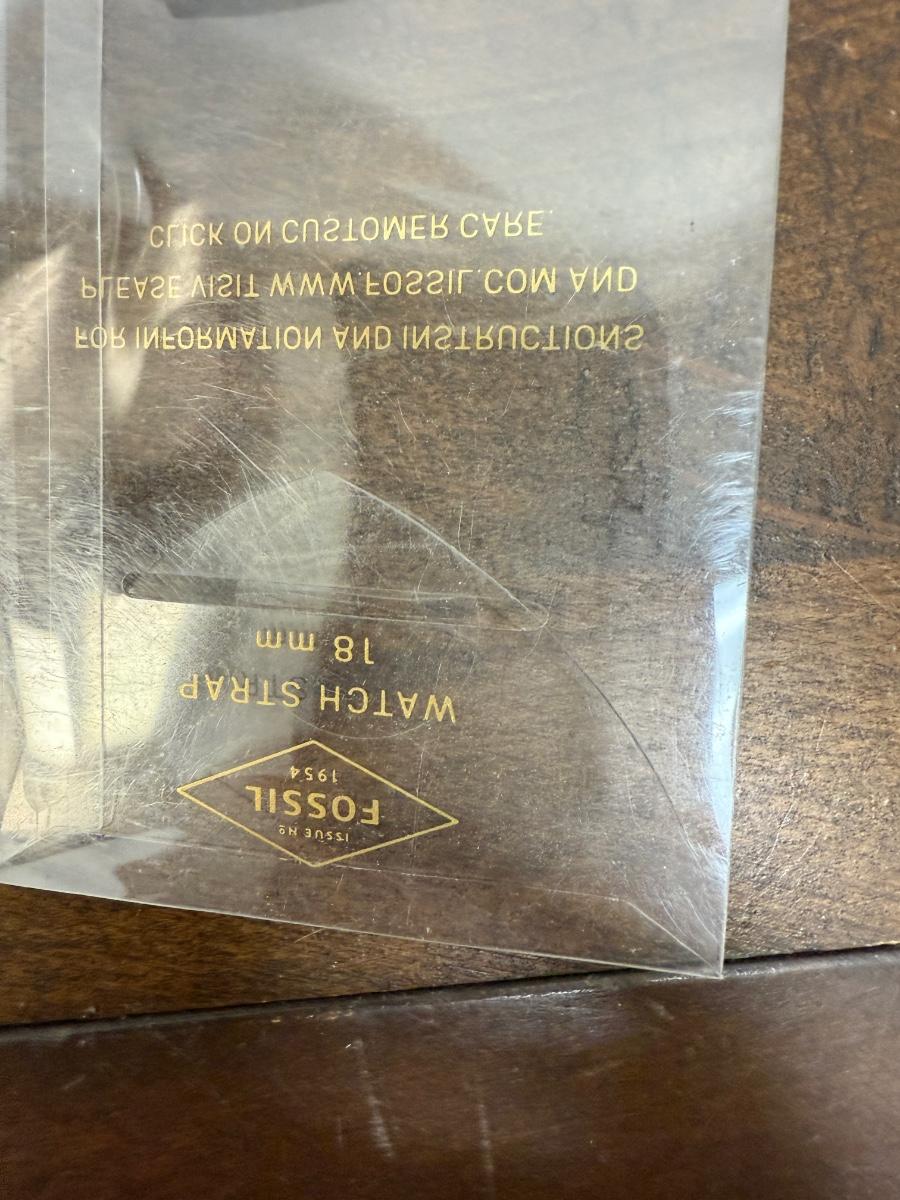 ISSUE Nº
FOSSIL
1954
WATCH STRAP
18 mm
FOR INFORMATION AND INSTRUCTIONS
PLEASE VISIT WWW.FOSSIL.COM AND
CLICK ON CUSTOMER CARE.